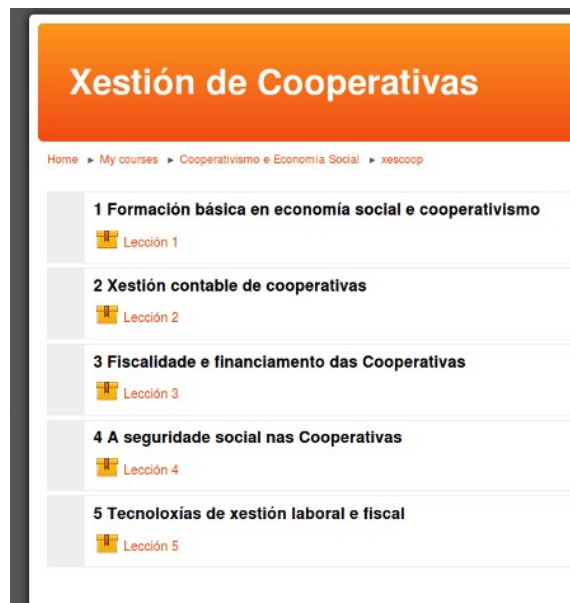 Xestión de Cooperativas
Home ► My courses ► Cooperativismo e Economía Social ► xescoop
1 Formación básica en economía social e cooperativismo
Lección 1
2 Xestión contable de cooperativas
Lección 2
3 Fiscalidade e financiamento das Cooperativas
Lección 3
4 A seguridade social nas Cooperativas
Lección 4
5 Tecnoloxías de xestión laboral e fiscal
Lección 5